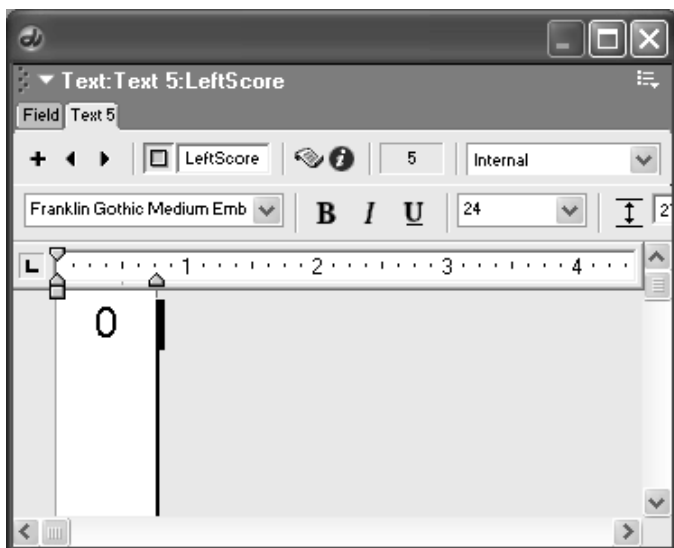 Text:Text 5:LeftScore
Field Text 5
LeftScore 5 Internal
Franklin Gothic Medium Emb B I U 24
1 2 3 4
0